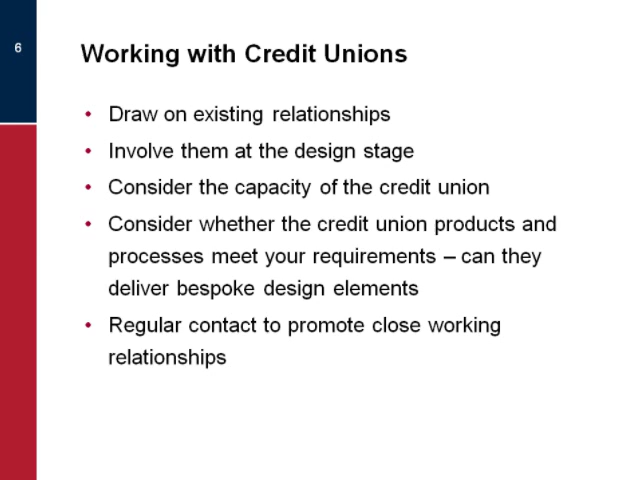 6
Working with Credit Unions
• Draw on existing relationships
• Involve them at the design stage
• Consider the capacity of the credit union
• Consider whether the credit union products and
processes meet your requirements – can they
deliver bespoke design elements
• Regular contact to promote close working
relationships